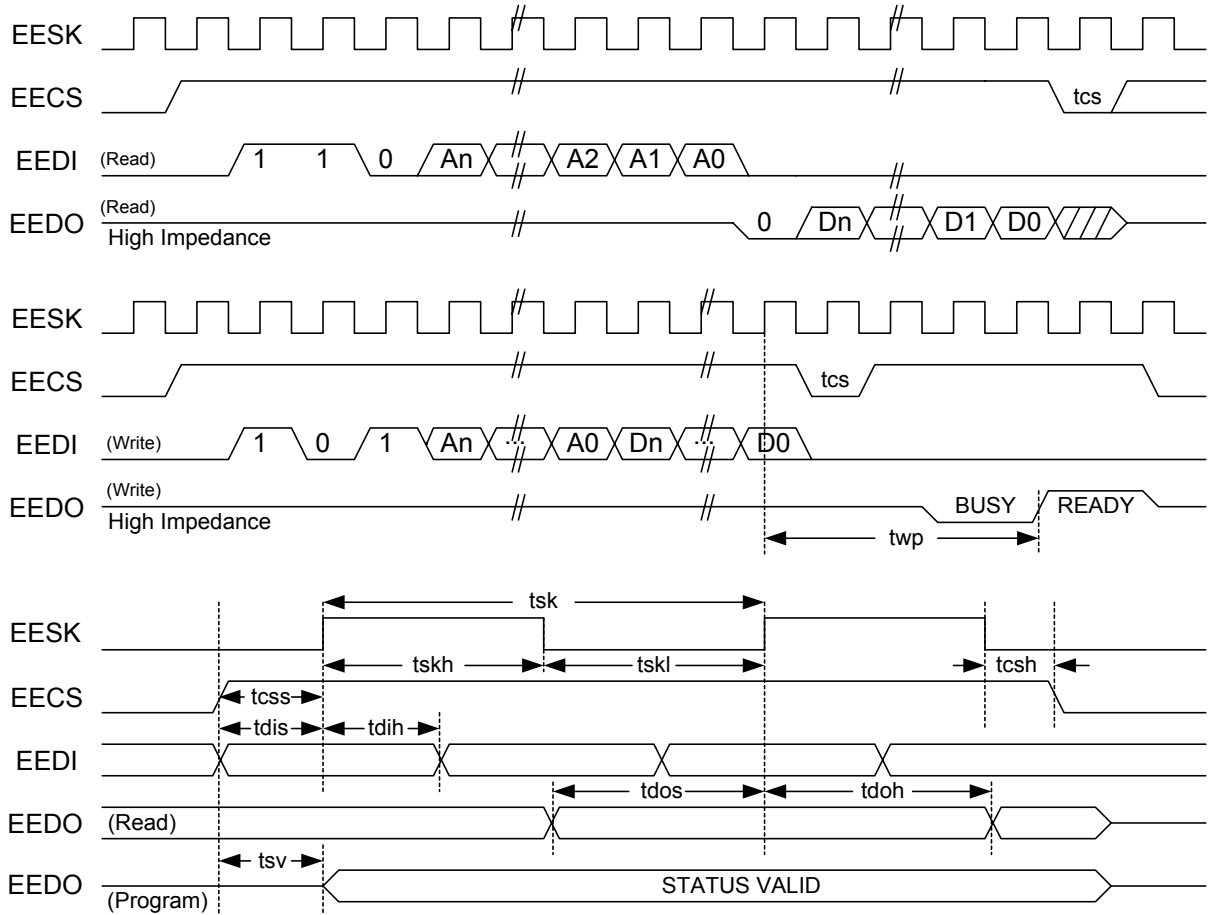 EESK
EECS tcs
EEDI (Read) 1 1 0 An A2 A1 A0
EEDO (Read) 0 Dn D1 D0
High Impedance
EESK
EECS tcs
EEDI (Write) 1 0 1 An ... A0 Dn ... D0
EEDO (Write) BUSY READY
High Impedance
twp
tsk
EESK
tskh tskl tcsh
EECS tcss
tdis tdih
EEDI
tdos tdoh
EEDO (Read)
tsv
EEDO STATUS VALID
(Program)